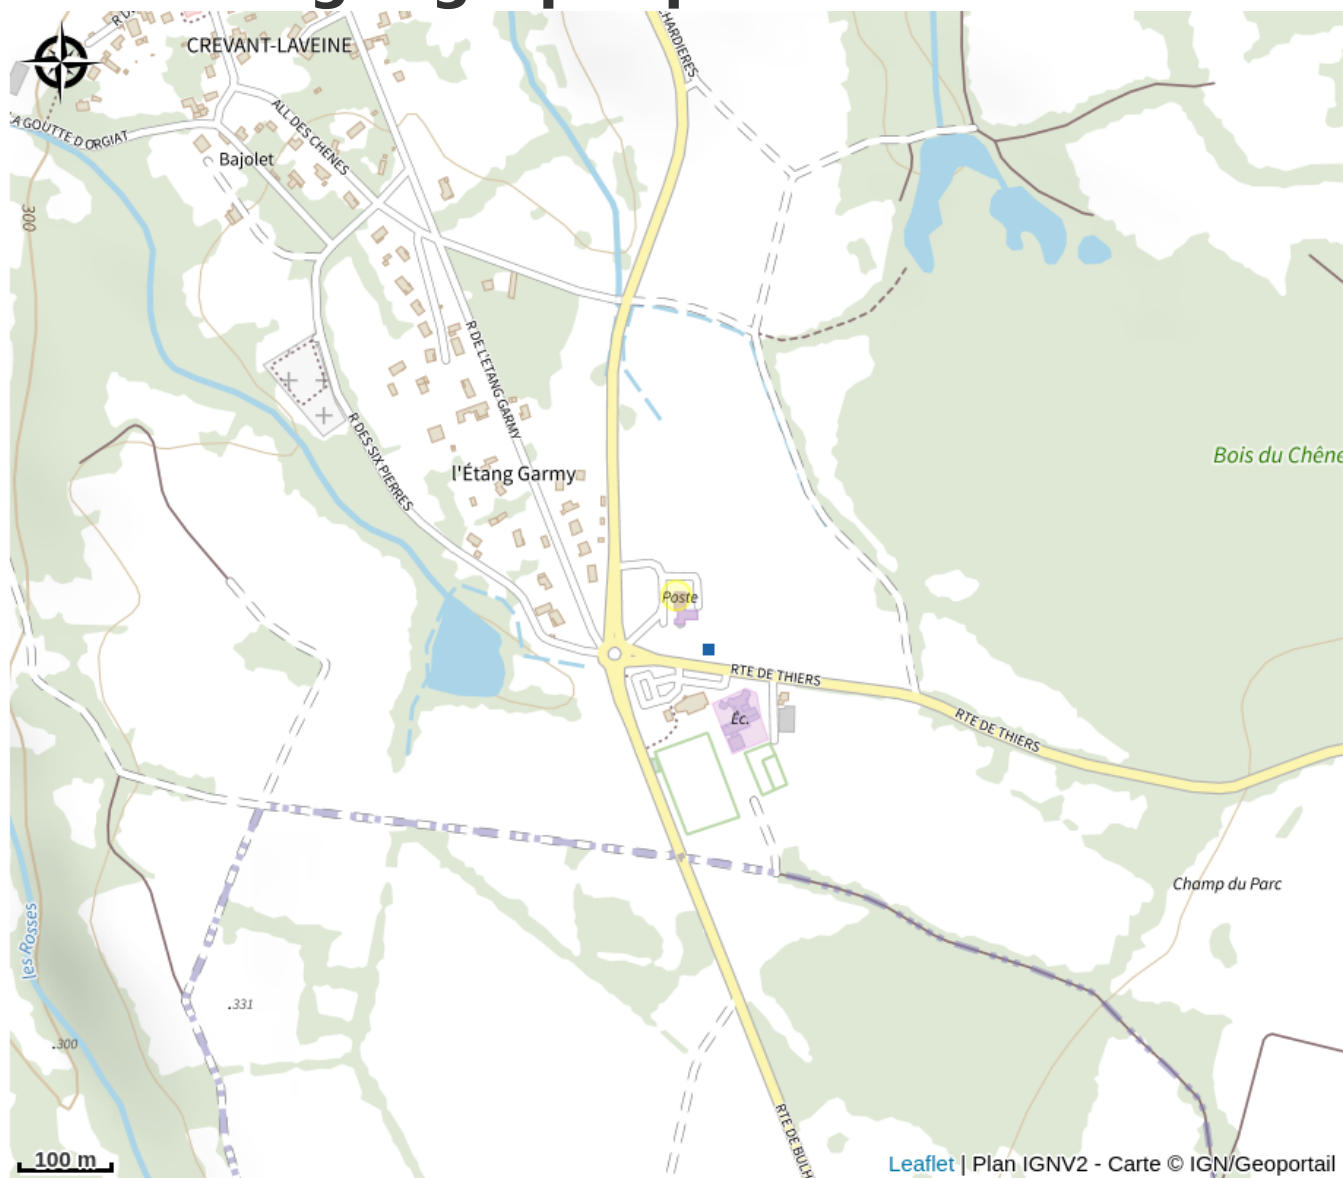 CREVANT-LAVEINE
HARDIERES
ALL DES CHENES
LA GOUTTE D ORGIAT
Bajolet
300
R DE L'ETANG GARMY
R DES SIX PIERRES
l'Étang Garmy
Bois du Chêne
Poste
RTE DE THIERS
Éc.
RTE DE THIERS
Champ du Parc
les Rosses
.331
.300
RTE DE BULH
100 m
Leaflet | Plan IGNV2 - Carte © IGN/Geoportail